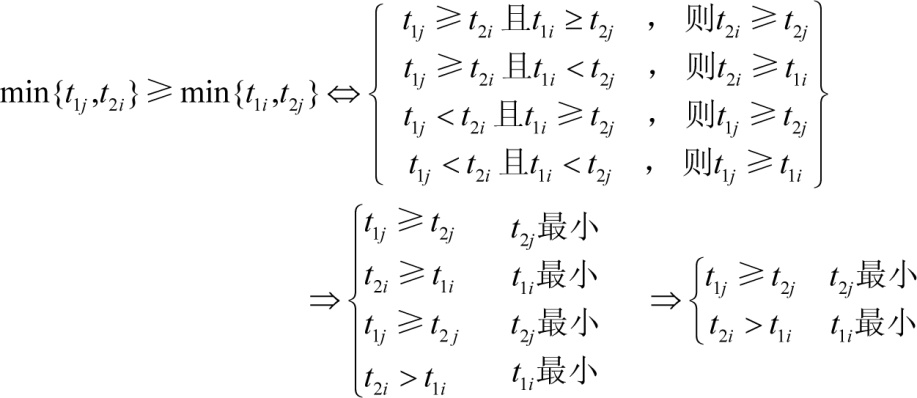 t₁ⱼ ≥ t₂ᵢ 且 t₁ᵢ ≥ t₂ⱼ ， 则 t₂ᵢ ≥ t₂ⱼ
t₁ⱼ ≥ t₂ᵢ 且 t₁ᵢ < t₂ⱼ ， 则 t₂ᵢ ≥ t₁ᵢ
min{t₁ⱼ,t₂ᵢ} ≥ min{t₁ᵢ,t₂ⱼ} ⇔
t₁ⱼ < t₂ᵢ 且 t₁ᵢ ≥ t₂ⱼ ， 则 t₁ⱼ ≥ t₂ⱼ
t₁ⱼ < t₂ᵢ 且 t₁ᵢ < t₂ⱼ ， 则 t₁ⱼ ≥ t₁ᵢ
t₁ⱼ ≥ t₂ⱼ t₂ⱼ最小
t₂ᵢ ≥ t₁ᵢ t₁ᵢ最小
⇒ t₁ⱼ ≥ t₂ⱼ t₂ⱼ最小
t₂ᵢ > t₁ᵢ t₁ᵢ最小
⇒ t₁ⱼ ≥ t₂ⱼ t₂ⱼ最小
t₂ᵢ > t₁ᵢ t₁ᵢ最小